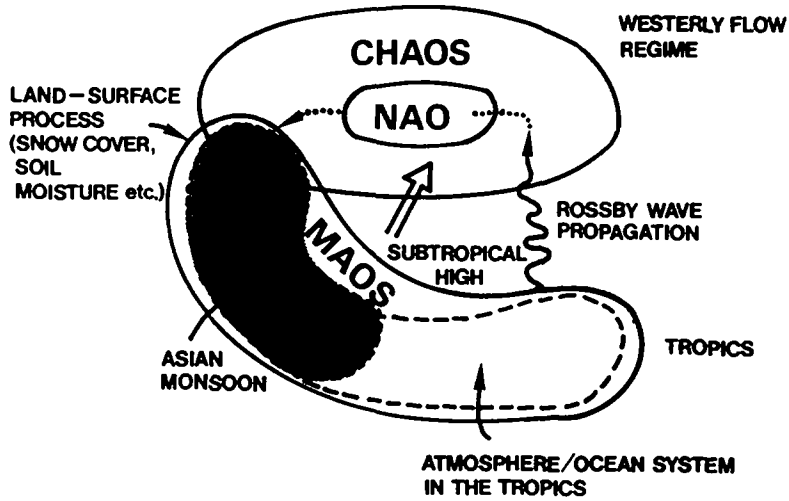 WESTERLY FLOW
REGIME
CHAOS
NAO
LAND-SURFACE
PROCESS
(SNOW COVER,
SOIL
MOISTURE etc.)
ROSSBY WAVE
PROPAGATION
SUBTROPICAL
HIGH
MAOS
TROPICS
ASIAN
MONSOON
ATMOSPHERE/OCEAN SYSTEM
IN THE TROPICS